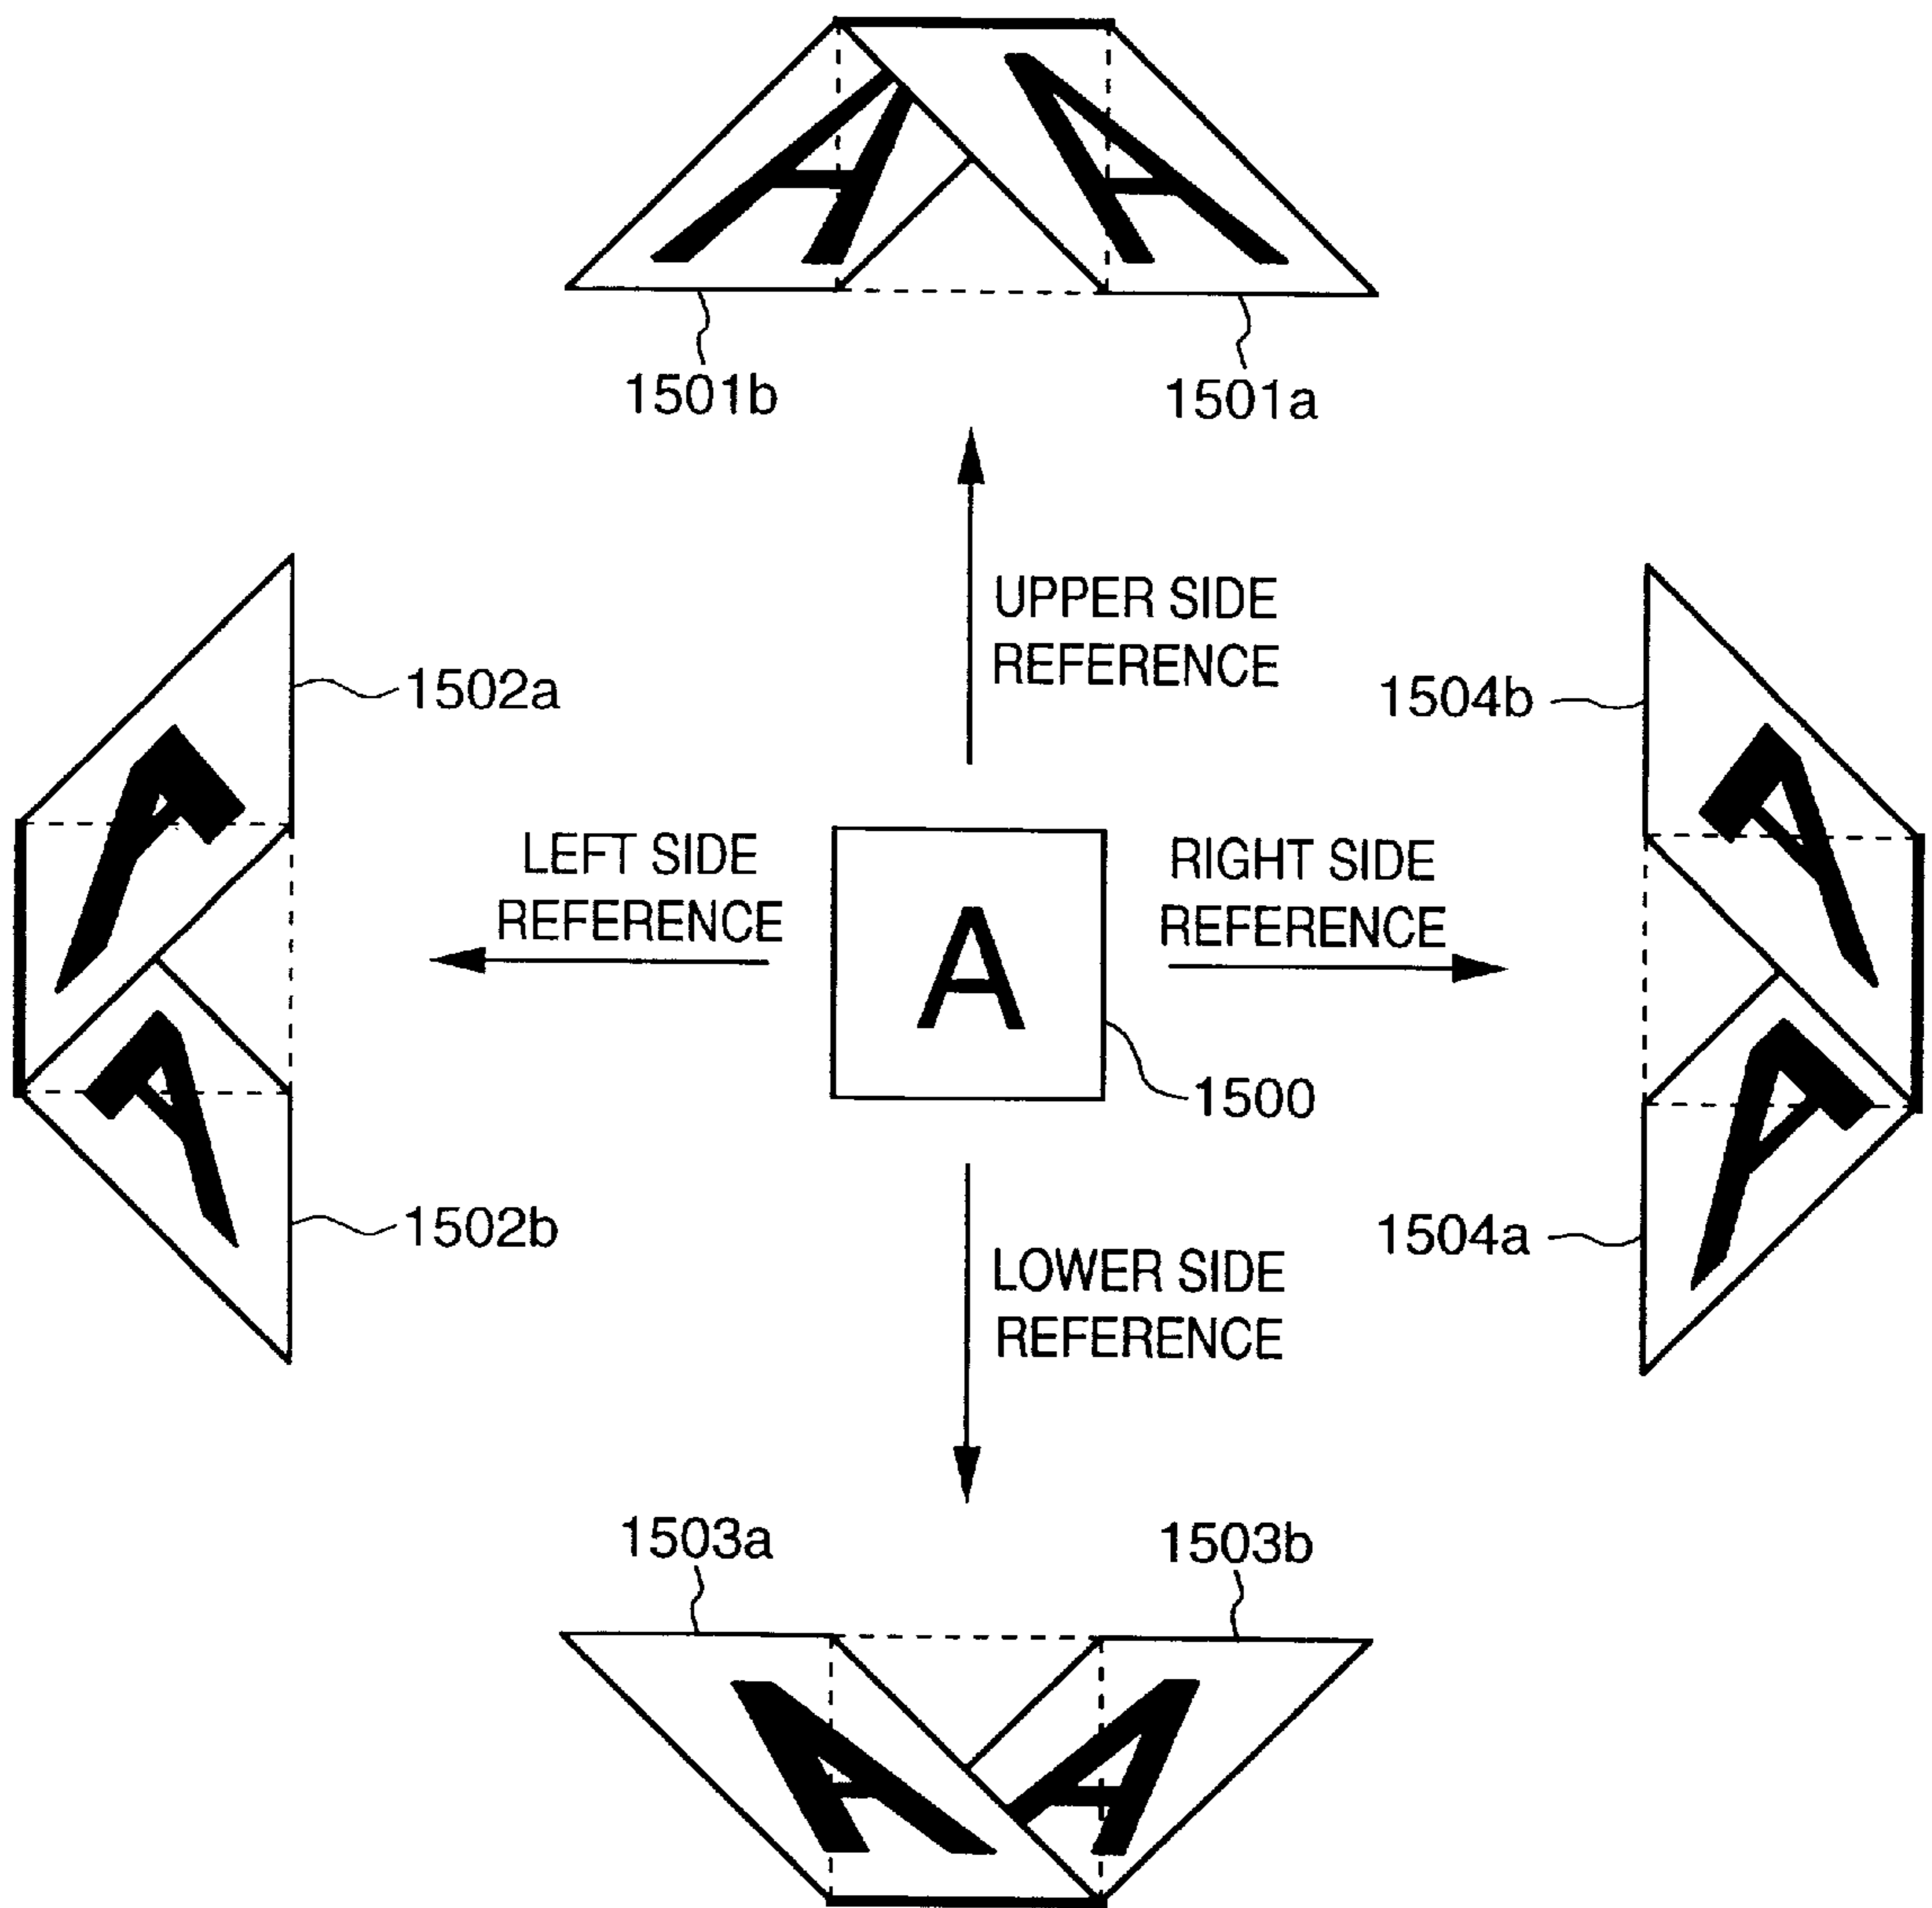 A A
1501b 1501a
UPPER SIDE
REFERENCE
1502a
1504b
A A
LEFT SIDE
REFERENCE
RIGHT SIDE
REFERENCE
A
1500
A A
1502b
1504a
LOWER SIDE
REFERENCE
1503a 1503b
A A